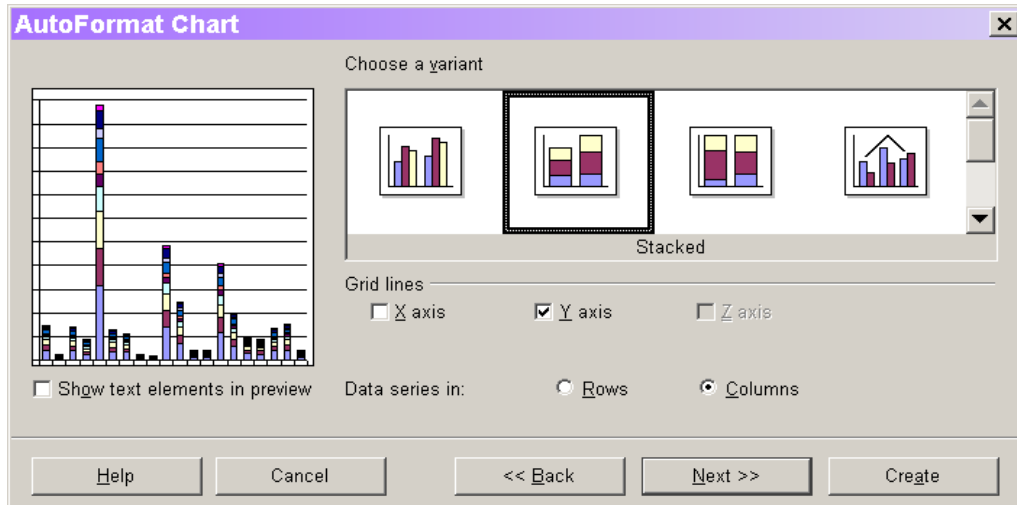 AutoFormat Chart
Choose a variant
Stacked
Grid lines
X axis
Y axis
Z axis
Show text elements in preview
Data series in:
Rows
Columns
Help
Cancel
<< Back
Next >>
Create